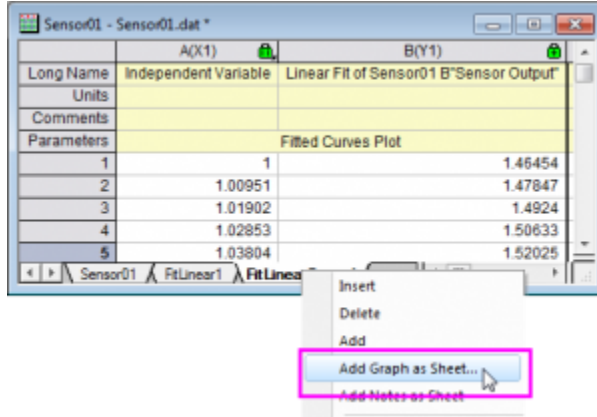 Sensor01 - Sensor01.dat *
A(X1) B(Y1)
Long Name Independent Variable Linear Fit of Sensor01 B"Sensor Output"
Units
Comments
Parameters Fitted Curves Plot
1 1 1.46454
2 1.00951 1.47847
3 1.01902 1.4924
4 1.02853 1.50633
5 1.03804 1.52025
Sensor01 FitLinear1 FitLinea
Insert
Delete
Add
Add Graph as Sheet...
Add Notes as Sheet